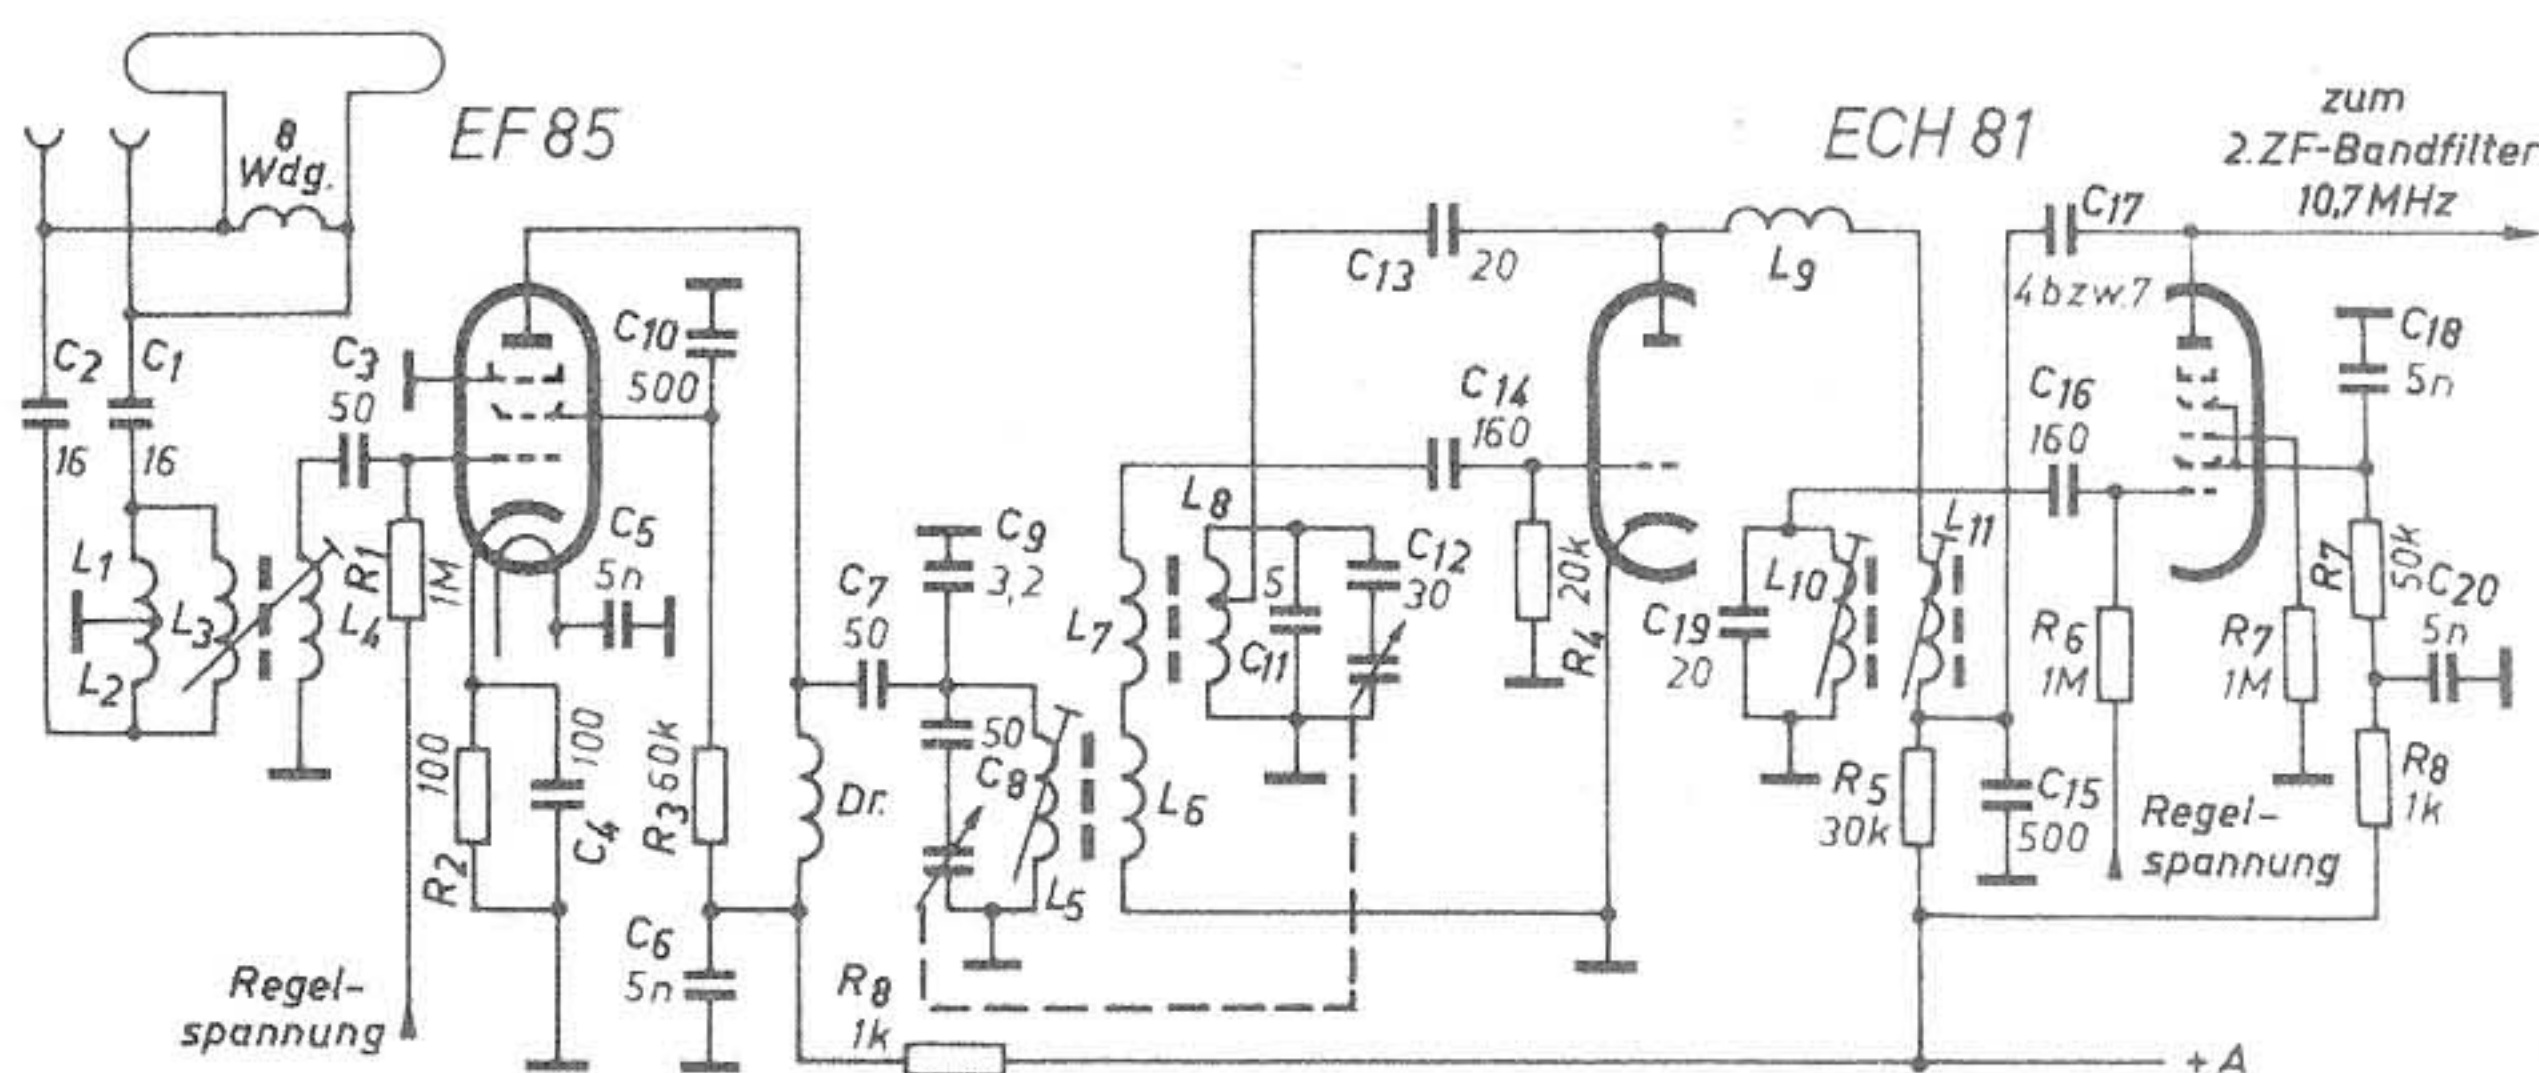 8
Wdg.
EF 85
ECH 81
zum
2.ZF-Bandfilter
10,7 MHz
C2
16
C1
16
C3
50
C10
500
C13
20
L9
C17
4 bzw. 7
C18
5n
C14
160
C16
160
L1
L2
L3
L4
R1
1M
C5
5n
C9
3,2
C7
50
L8
L7
C11
5
C12
30
R4
20k
L10
L11
C19
20
R6
1M
R7
1M
R7
50k
C20
5n
R2
100
C4
100
R3
60k
Dr.
50
C8
L5
L6
R5
30k
C15
500
Regel-
spannung
R8
1k
Regel-
spannung
C6
5n
R8
1k
+ A